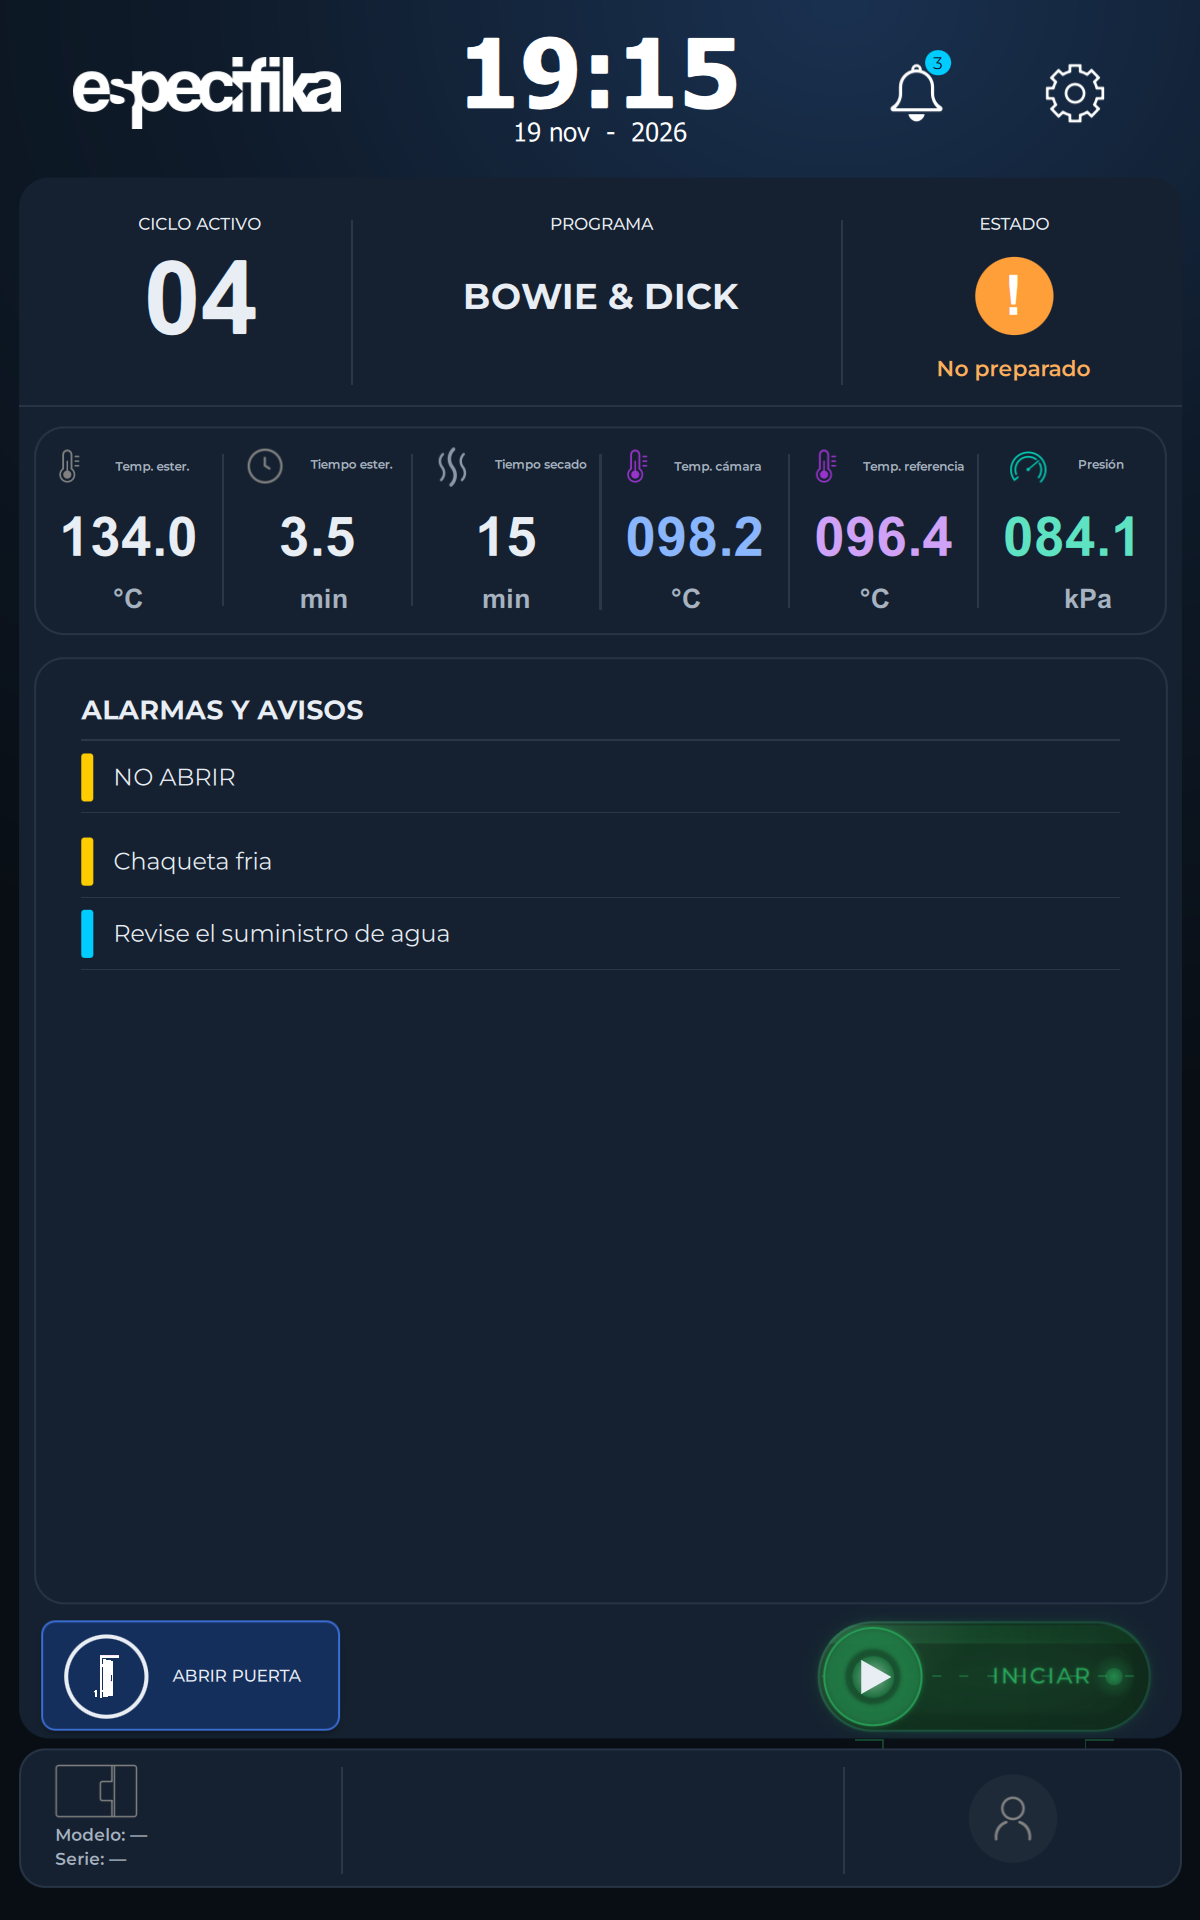 especifika
19:15
19 nov - 2026
3
CICLO ACTIVO
04
PROGRAMA
BOWIE & DICK
ESTADO
!
No preparado
Temp. ester.
134.0
°C
Tiempo ester.
3.5
min
Tiempo secado
15
min
Temp. cámara
098.2
°C
Temp. referencia
096.4
°C
Presión
084.1
kPa
ALARMAS Y AVISOS
NO ABRIR
Chaqueta fria
Revise el suministro de agua
ABRIR PUERTA
INICIAR
Modelo: —
Serie: —